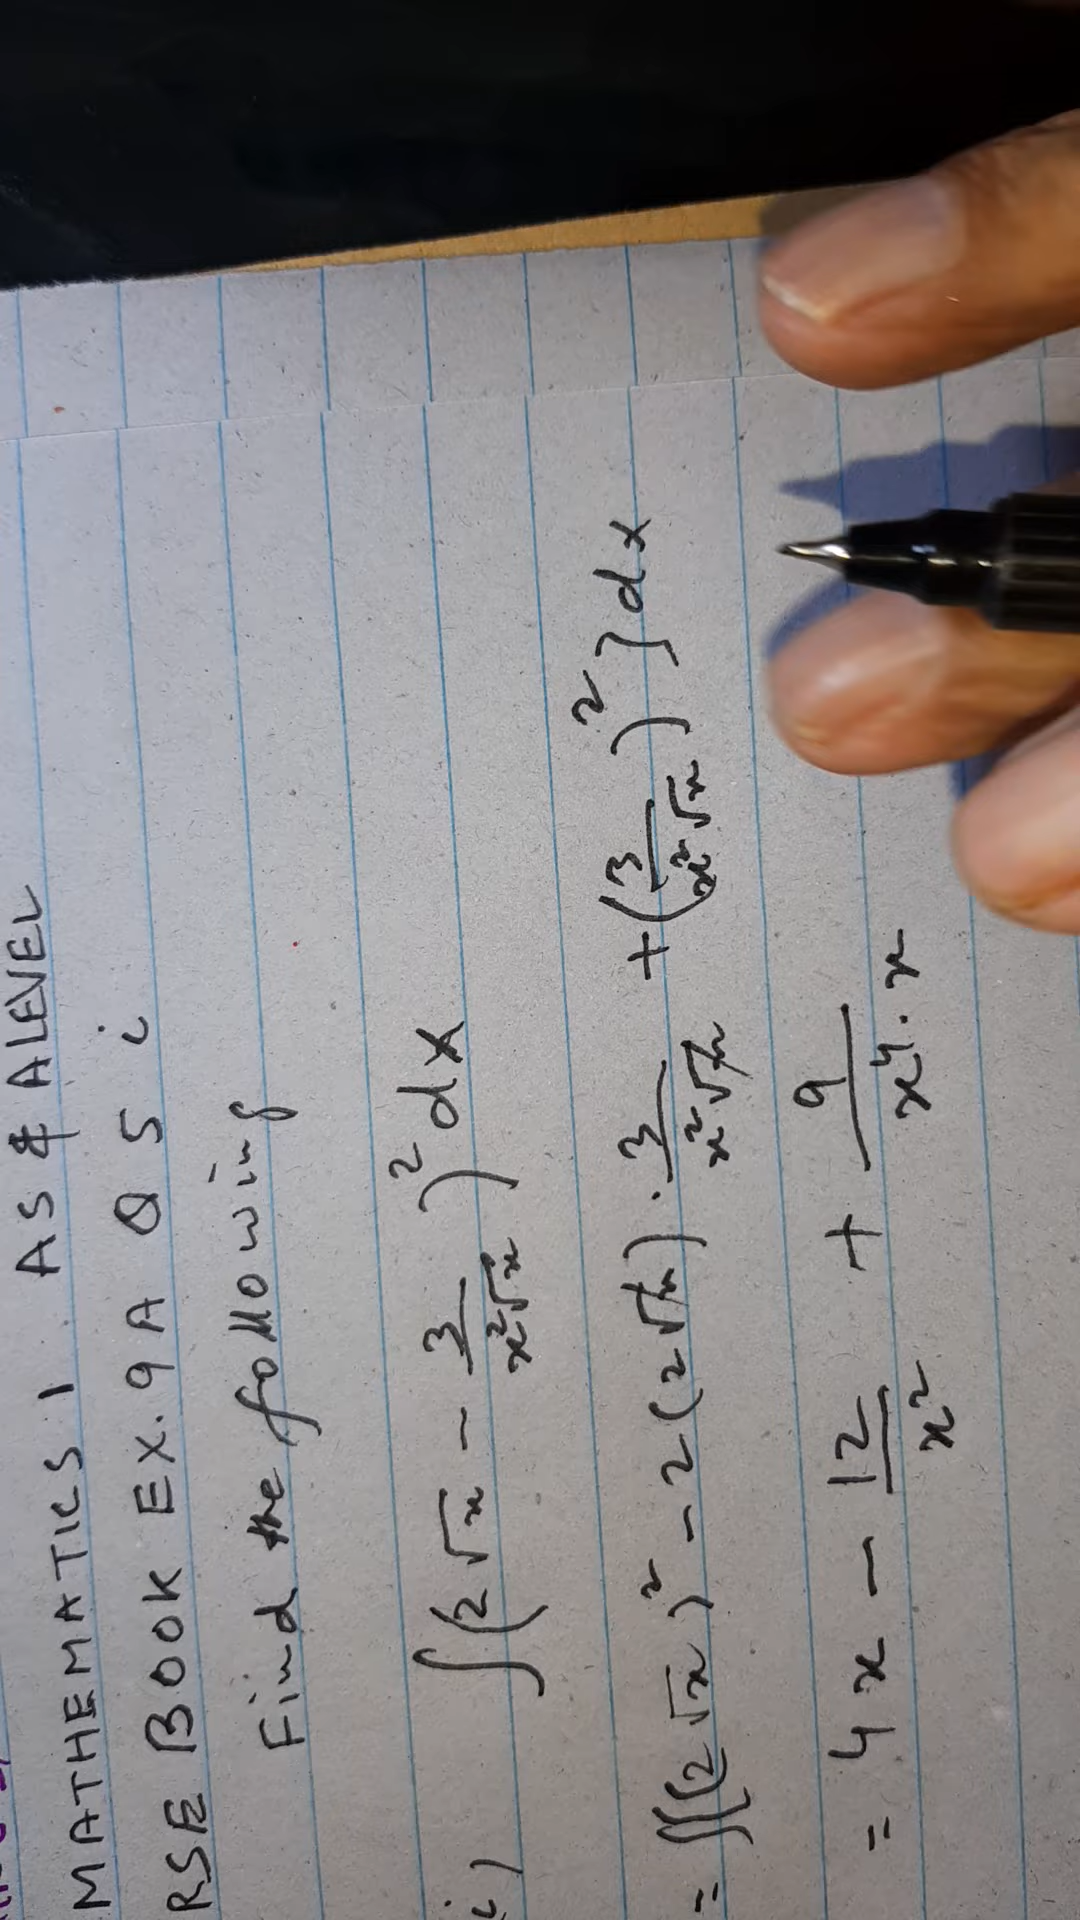 MATHEMATICS 1 AS & A LEVEL
RSE BOOK EX. 9A Q 5 i
Find the following
i) ∫(2√x - 3/(x²√x))² dx
= ∫[(2√x)² - 2(2√x) · 3/(x²√x) + (3/(x²√x))²] dx
= 4x - 12/x² + 9/(x⁴·x)